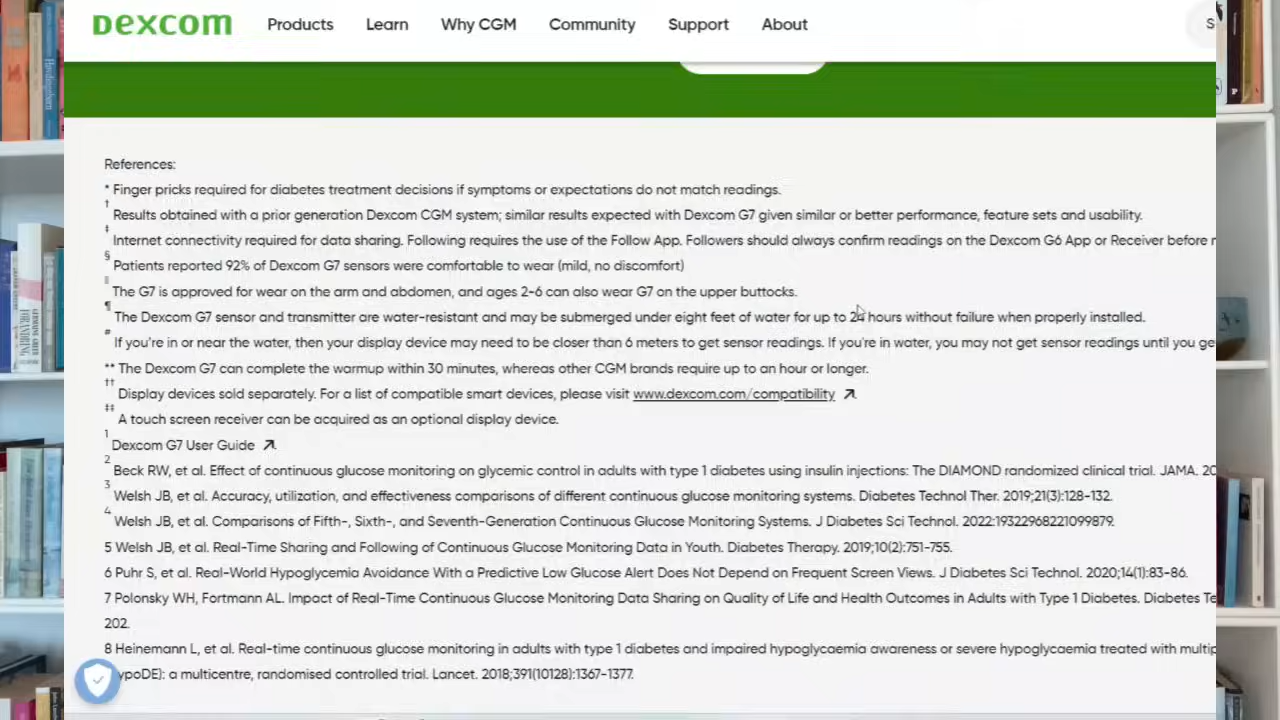 Dexcom Products Learn Why CGM Community Support About S
References:
* Finger pricks required for diabetes treatment decisions if symptoms or expectations do not match readings.
† Results obtained with a prior generation Dexcom CGM system; similar results expected with Dexcom G7 given similar or better performance, feature sets and usability.
‡ Internet connectivity required for data sharing. Following requires the use of the Follow App. Followers should always confirm readings on the Dexcom G6 App or Receiver before
§ Patients reported 92% of Dexcom G7 sensors were comfortable to wear (mild, no discomfort)
|| The G7 is approved for wear on the arm and abdomen, and ages 2-6 can also wear G7 on the upper buttocks.
¶ The Dexcom G7 sensor and transmitter are water-resistant and may be submerged under eight feet of water for up to 24 hours without failure when properly installed.
# If you're in or near the water, then your display device may need to be closer than 6 meters to get sensor readings. If you're in water, you may not get sensor readings until you ge
** The Dexcom G7 can complete the warmup within 30 minutes, whereas other CGM brands require up to an hour or longer.
†† Display devices sold separately. For a list of compatible smart devices, please visit www.dexcom.com/compatibility
‡‡ A touch screen receiver can be acquired as an optional display device.
1 Dexcom G7 User Guide
2 Beck RW, et al. Effect of continuous glucose monitoring on glycemic control in adults with type 1 diabetes using insulin injections: The DIAMOND randomized clinical trial. JAMA. 20
3 Welsh JB, et al. Accuracy, utilization, and effectiveness comparisons of different continuous glucose monitoring systems. Diabetes Technol Ther. 2019;21(3):128-132.
4 Welsh JB, et al. Comparisons of Fifth-, Sixth-, and Seventh-Generation Continuous Glucose Monitoring Systems. J Diabetes Sci Technol. 2022:19322968221099879.
5 Welsh JB, et al. Real-Time Sharing and Following of Continuous Glucose Monitoring Data in Youth. Diabetes Therapy. 2019;10(2):751-755.
6 Puhr S, et al. Real-World Hypoglycemia Avoidance With a Predictive Low Glucose Alert Does Not Depend on Frequent Screen Views. J Diabetes Sci Technol. 2020;14(1):83-86.
7 Polonsky WH, Fortmann AL. Impact of Real-Time Continuous Glucose Monitoring Data Sharing on Quality of Life and Health Outcomes in Adults with Type 1 Diabetes. Diabetes Te
202.
8 Heinemann L, et al. Real-time continuous glucose monitoring in adults with type 1 diabetes and impaired hypoglycaemia awareness or severe hypoglycaemia treated with multip
ypoDE): a multicentre, randomised controlled trial. Lancet. 2018;391(10128):1367-1377.